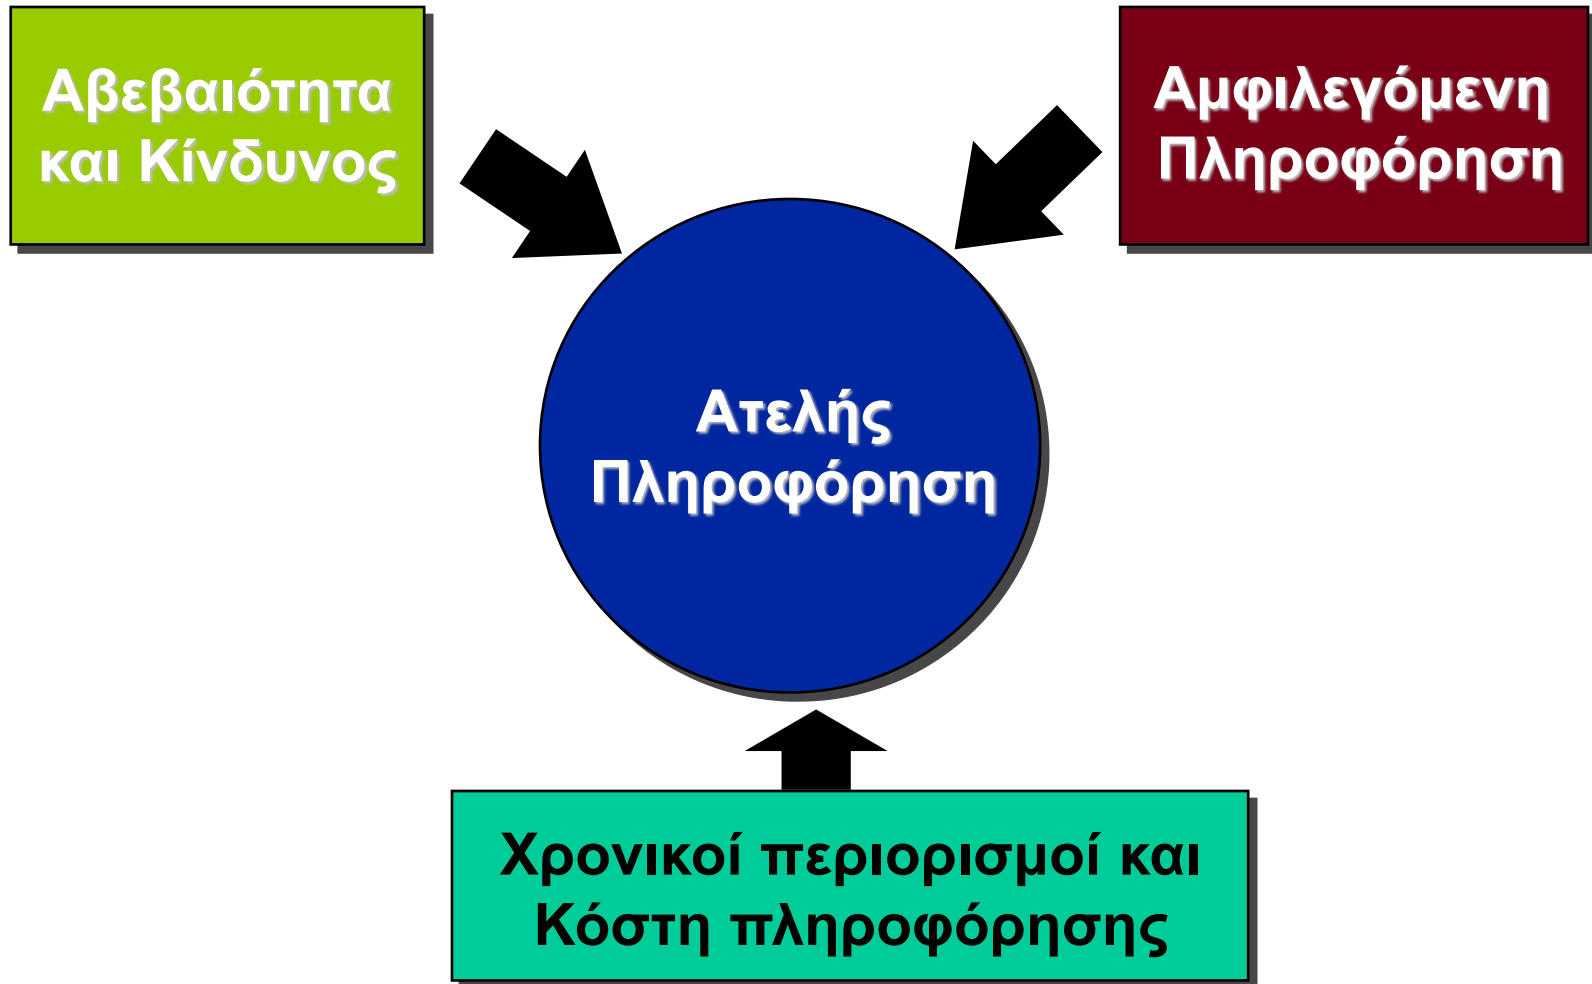 Αβεβαιότητα
και Κίνδυνος
Αμφιλεγόμενη
Πληροφόρηση
Ατελής
Πληροφόρηση
Χρονικοί περιορισμοί και
Κόστη πληροφόρησης